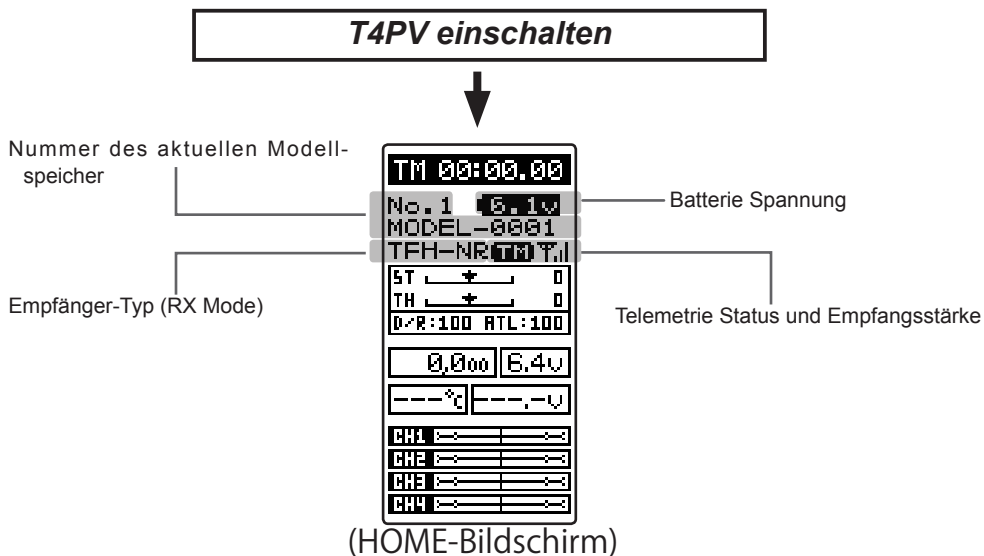 T4PV einschalten
Nummer des aktuellen Modell-
speicher
Empfänger-Typ (RX Mode)
TM 00:00.00
No.1 6.1v
MODEL-0001
TFH-NR TM
ST 0
TH 0
D/R:100 ATL:100
0,000 6.4v
---°C ---.-v
CH1
CH2
CH3
CH4
Batterie Spannung
Telemetrie Status und Empfangsstärke
(HOME-Bildschirm)